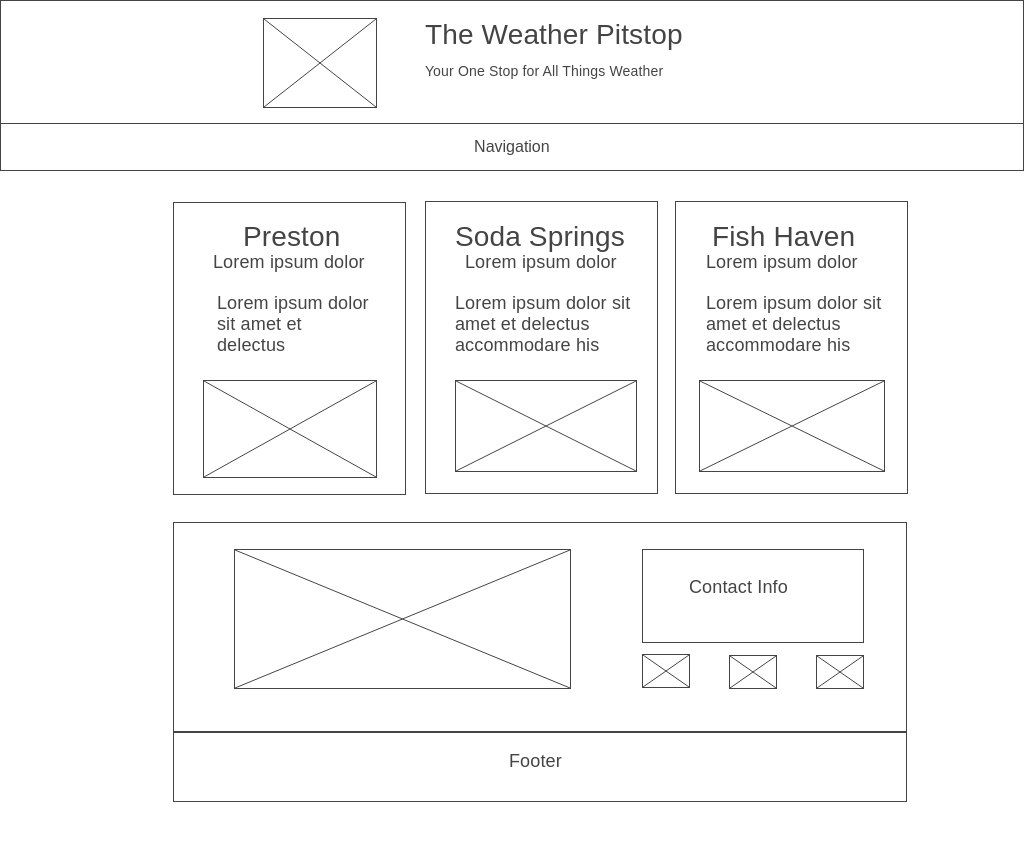 The Weather Pitstop
Your One Stop for All Things Weather
Navigation
Preston
Lorem ipsum dolor
Lorem ipsum dolor
sit amet et
delectus
Soda Springs
Lorem ipsum dolor
Lorem ipsum dolor sit
amet et delectus
accommodare his
Fish Haven
Lorem ipsum dolor
Lorem ipsum dolor sit
amet et delectus
accommodare his
Contact Info
Footer